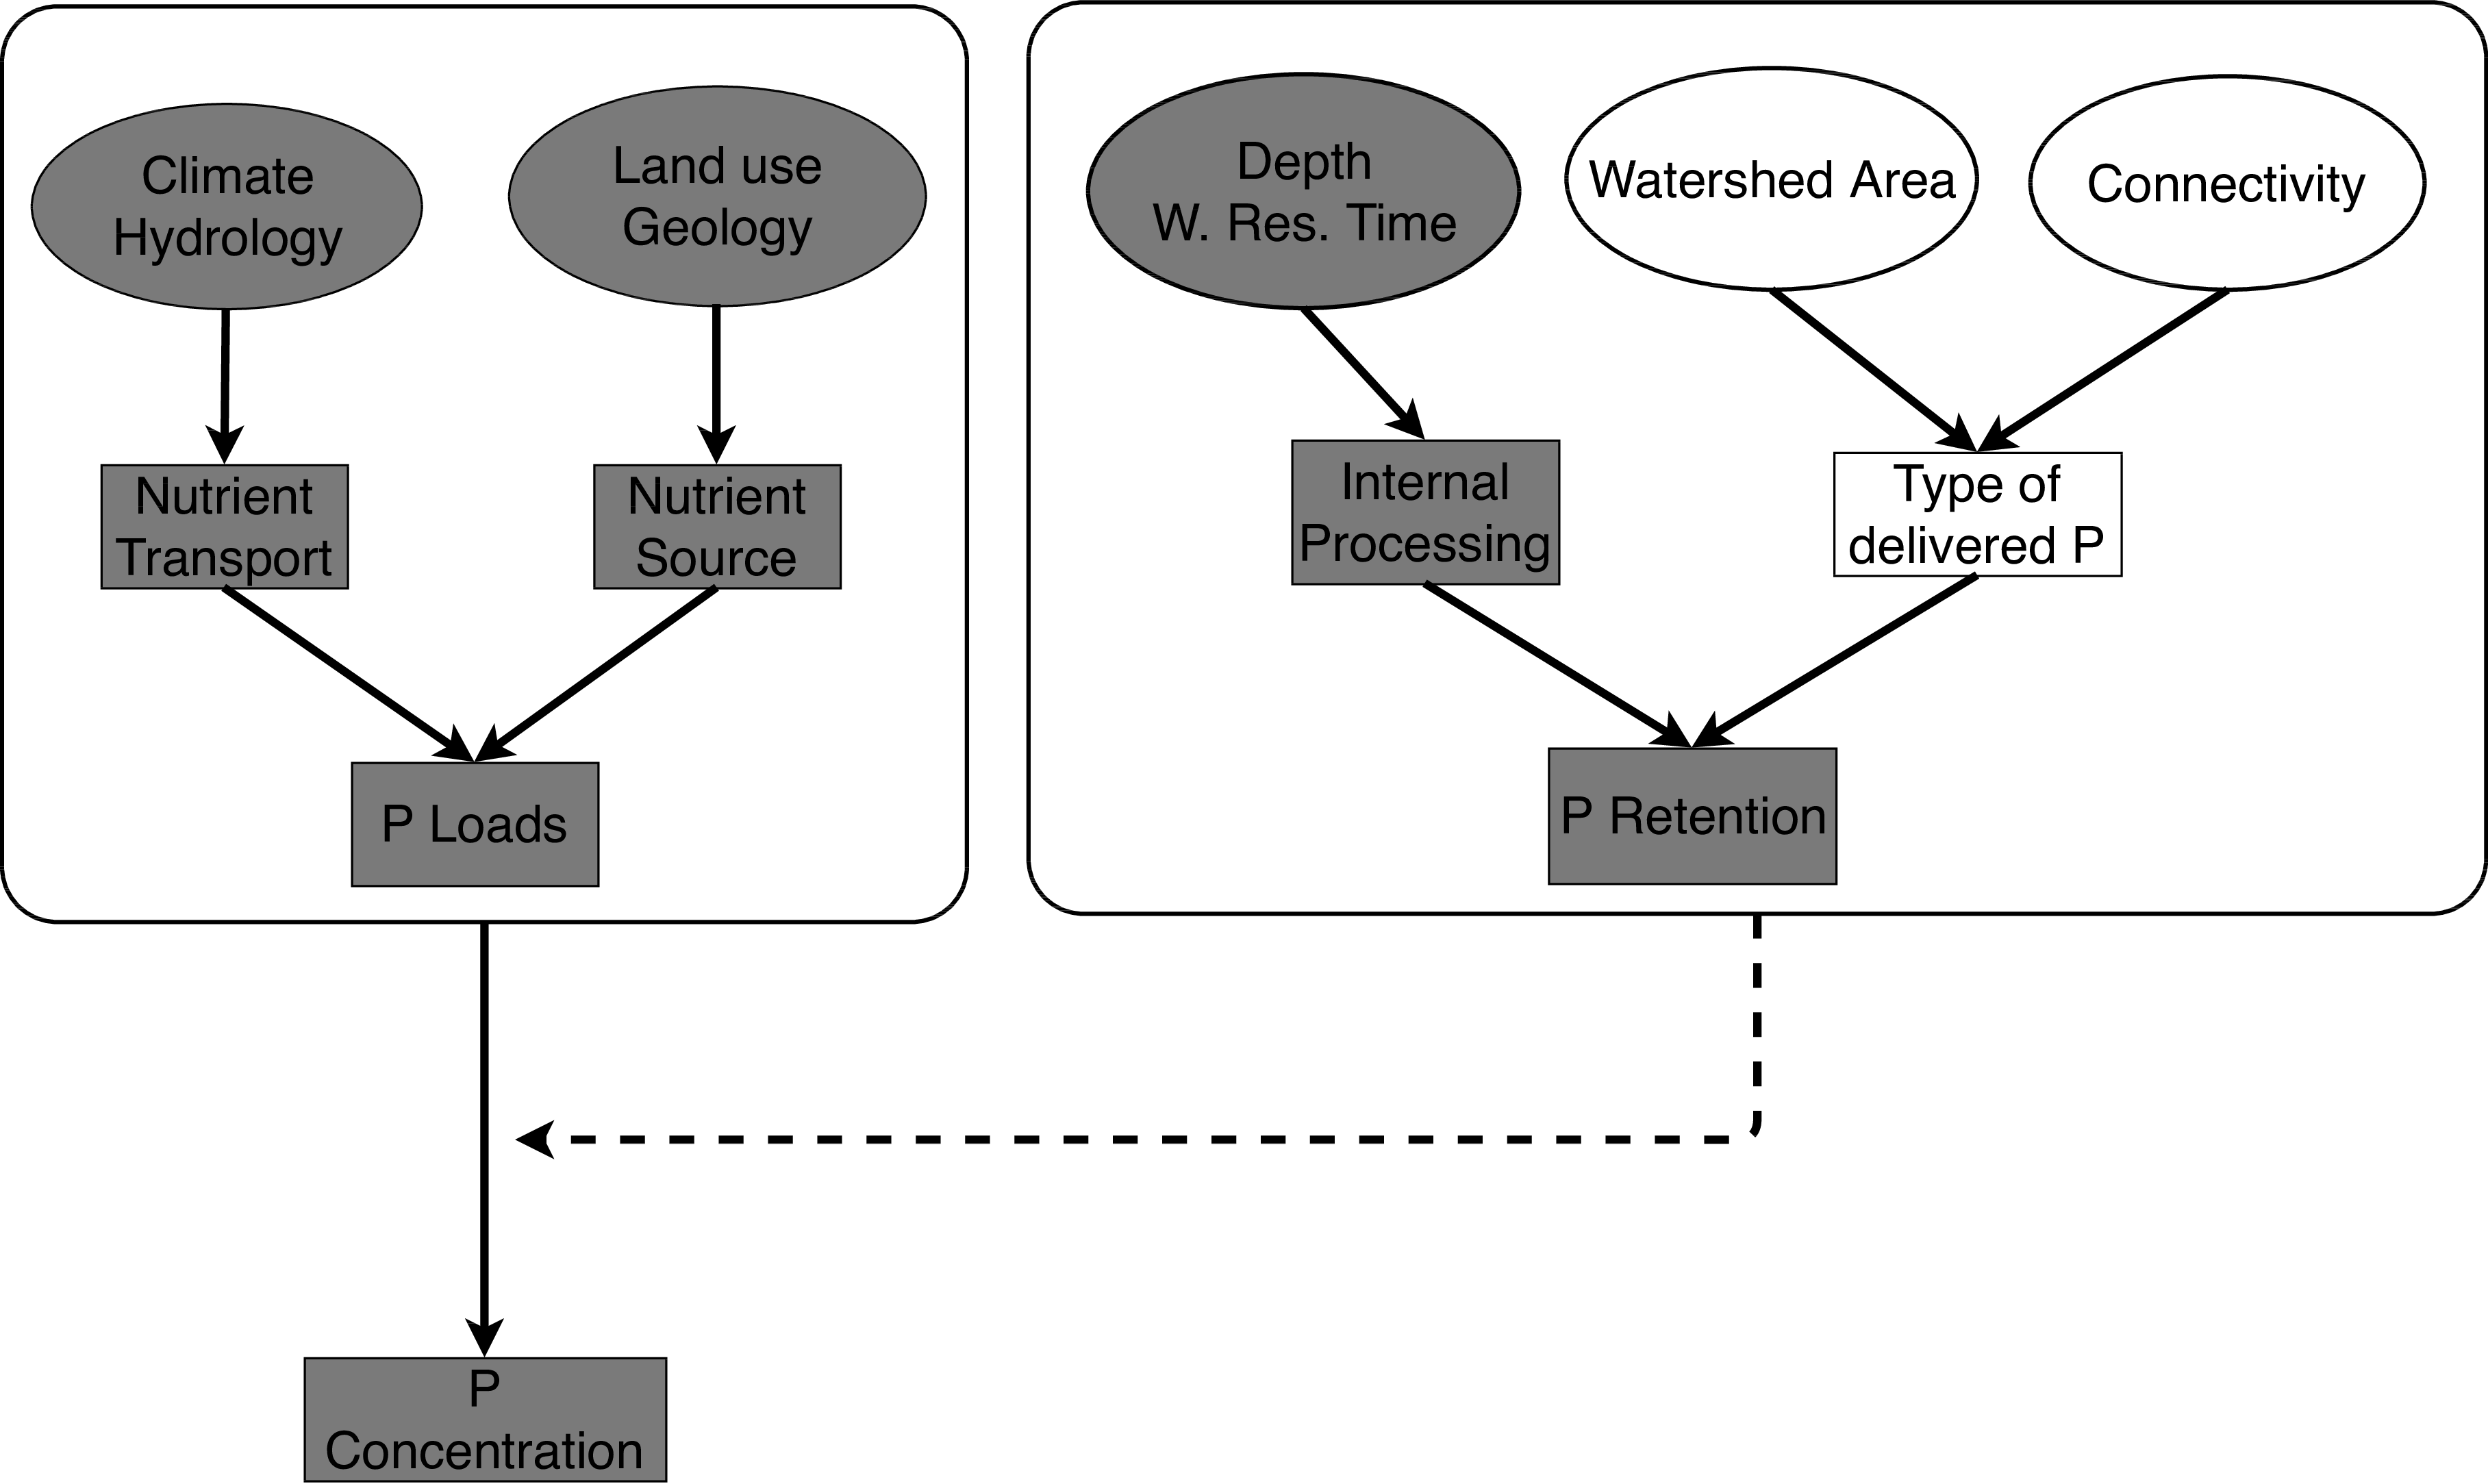 Climate
Hydrology
Land use
Geology
Depth
W. Res. Time
Watershed Area
Connectivity
Nutrient
Transport
Nutrient
Source
Internal
Processing
Type of
delivered P
P Loads
P Retention
P
Concentration